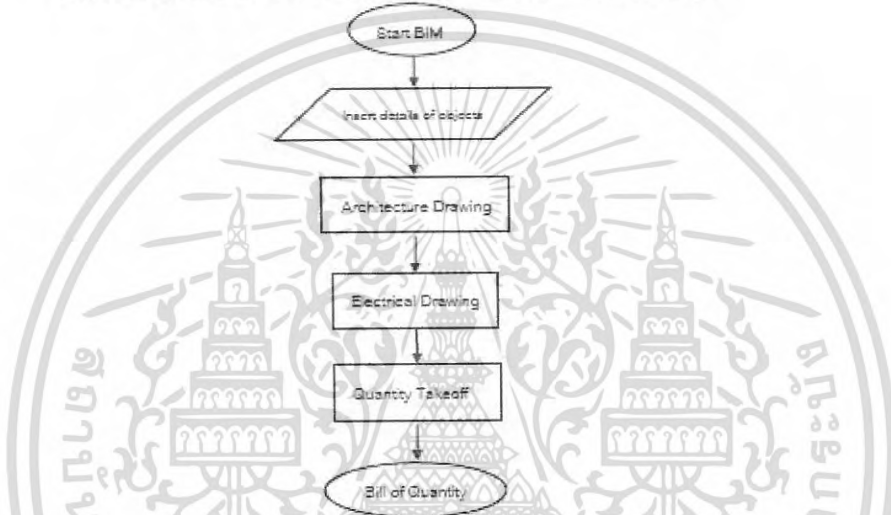 Start BIM
Insert details of objects
Architecture Drawing
Electrical Drawing
Quantity Takeoff
Bill of Quantity